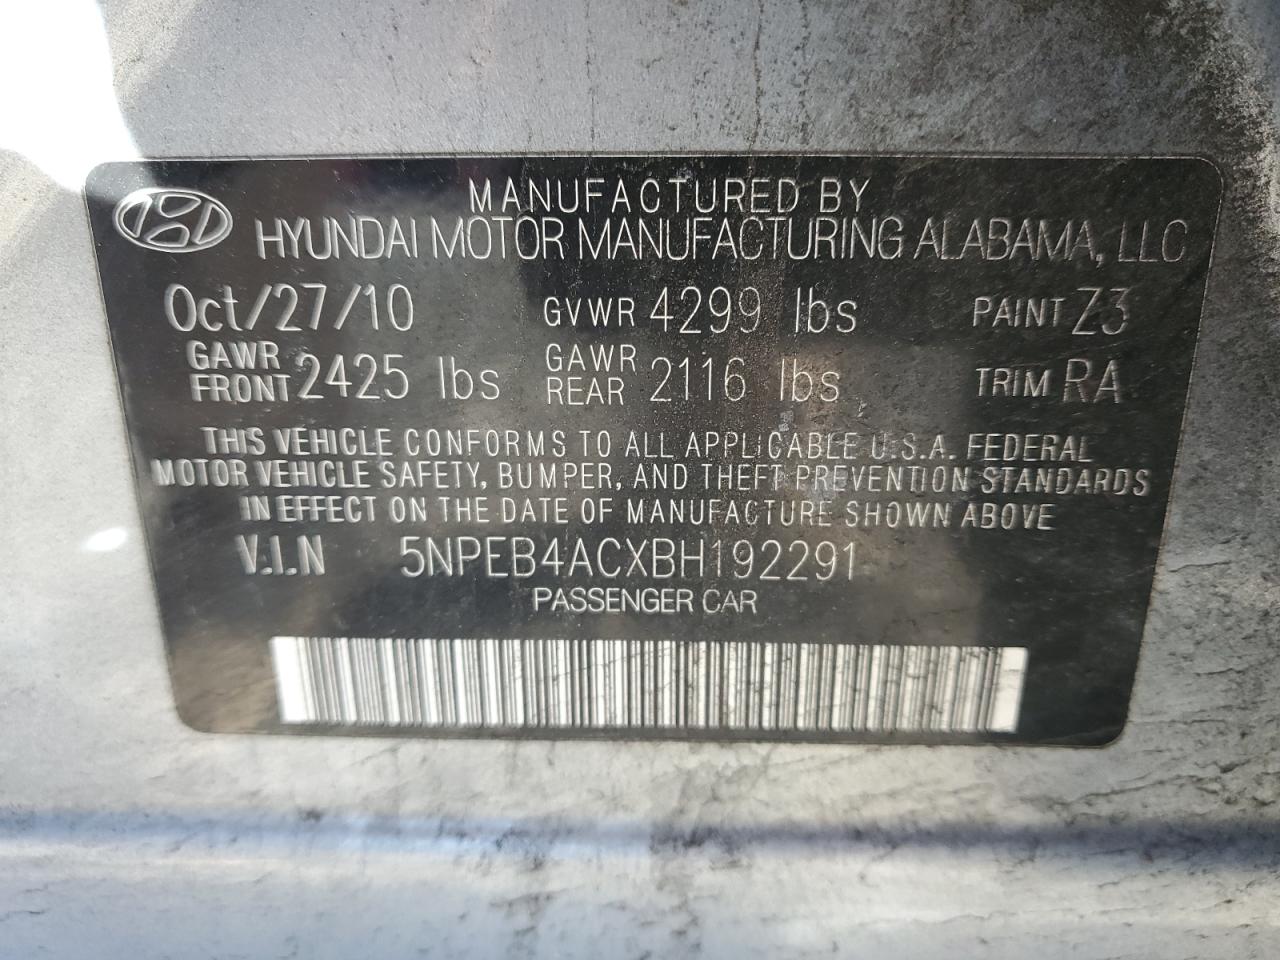 MANUFACTURED BY
HYUNDAI MOTOR MANUFACTURING ALABAMA, LLC
Oct/27/10 GVWR 4299 lbs PAINT Z3
GAWR FRONT 2425 lbs GAWR REAR 2116 lbs TRIM RA
THIS VEHICLE CONFORMS TO ALL APPLICABLE U.S.A. FEDERAL
MOTOR VEHICLE SAFETY, BUMPER, AND THEFT PREVENTION STANDARDS
IN EFFECT ON THE DATE OF MANUFACTURE SHOWN ABOVE
V.I.N 5NPEB4ACXBH192291
PASSENGER CAR